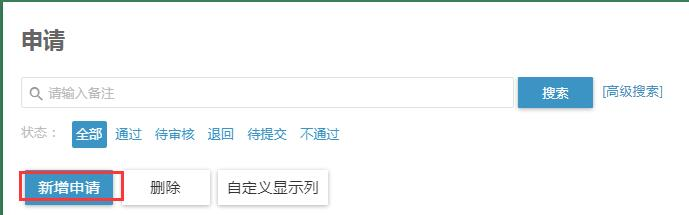 申请
请输入备注 搜索 [高级搜索]
状态： 全部 通过 待审核 退回 待提交 不通过
新增申请 删除 自定义显示列